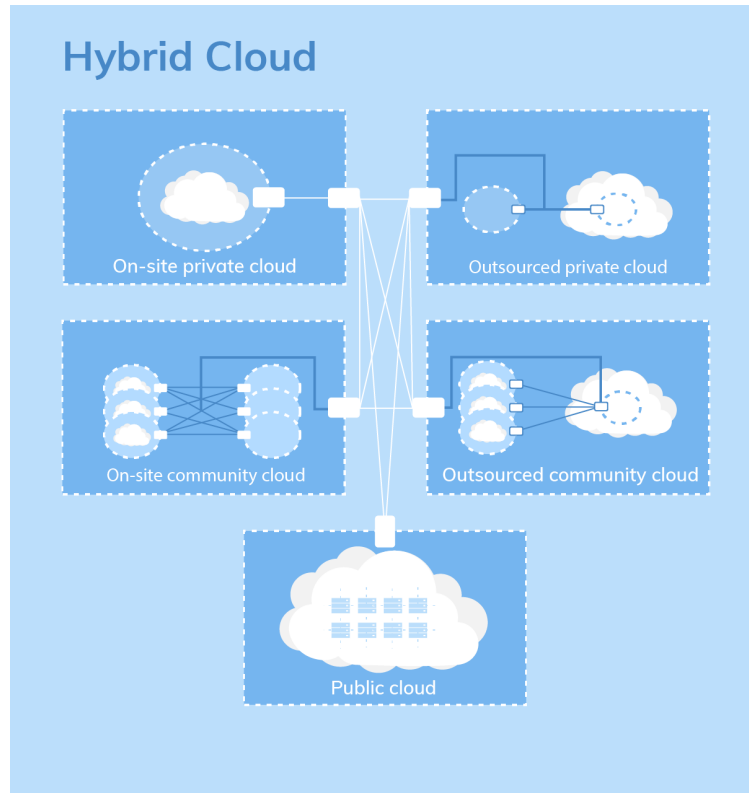 Hybrid Cloud
On-site private cloud
Outsourced private cloud
On-site community cloud
Outsourced community cloud
Public cloud